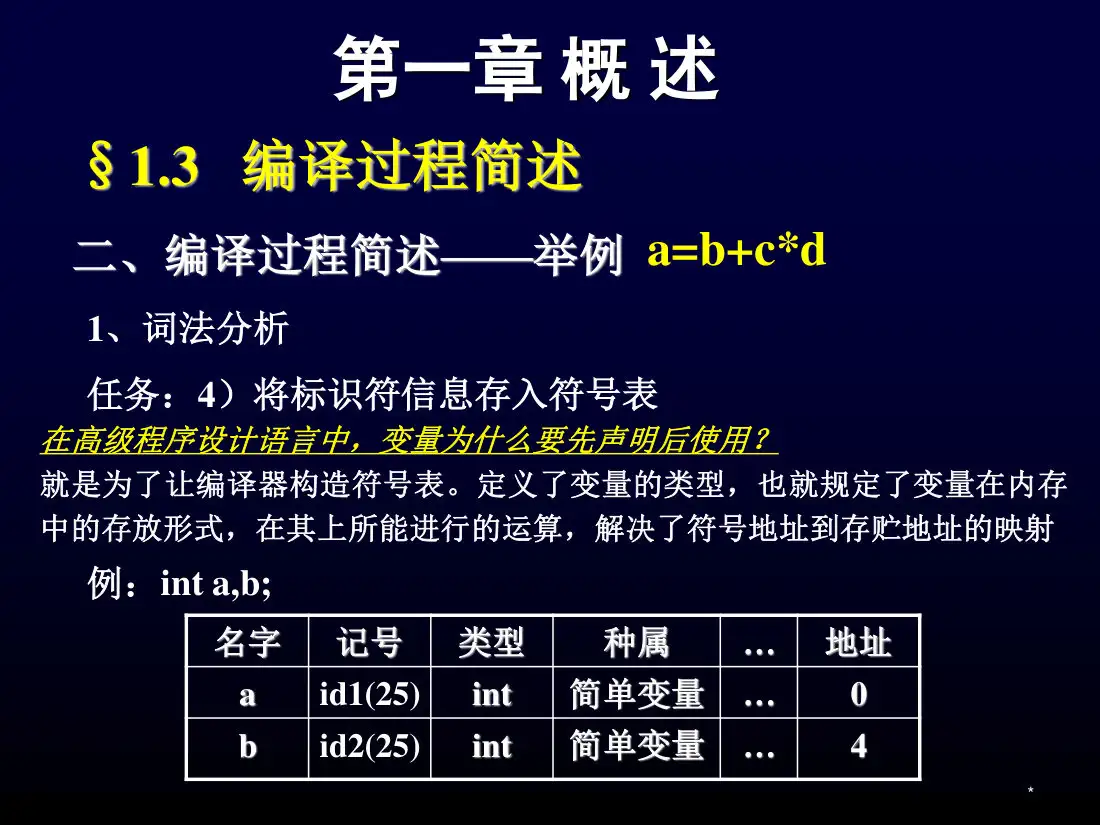 第一章 概 述
§1.3 编译过程简述
二、编译过程简述——举例 a=b+c*d
1、词法分析
任务：4）将标识符信息存入符号表
在高级程序设计语言中，变量为什么要先声明后使用？
就是为了让编译器构造符号表。定义了变量的类型，也就规定了变量在内存
中的存放形式，在其上所能进行的运算，解决了符号地址到存贮地址的映射
例：int a,b;
名字 记号 类型 种属 … 地址
a id1(25) int 简单变量 … 0
b id2(25) int 简单变量 … 4
*